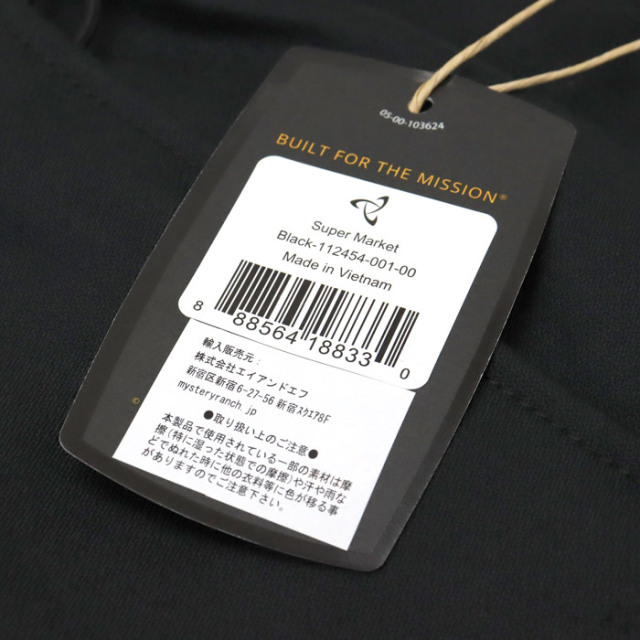 05-00-103624
BUILT FOR THE MISSION®
Super Market
Black-112454-001-00
Made in Vietnam
8 88564 18833 0
輸入販売元：
株式会社エイアンドエフ
新宿区新宿6-27-56 新宿ｽｸｴｱ8F
mysteryranch.jp
●取り扱い上のご注意●
本製品で使用されている一部の素材は摩
擦(特に湿った状態での摩擦)や汗や雨な
どでぬれた時に他の衣料等に色が移る事
がありますのでご注意下さい。
©